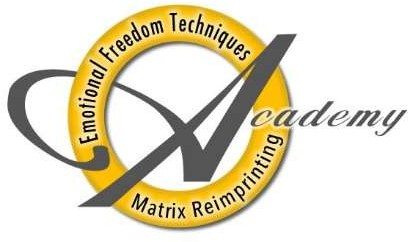 Emotional Freedom Techniques
Academy
Matrix Reimprinting